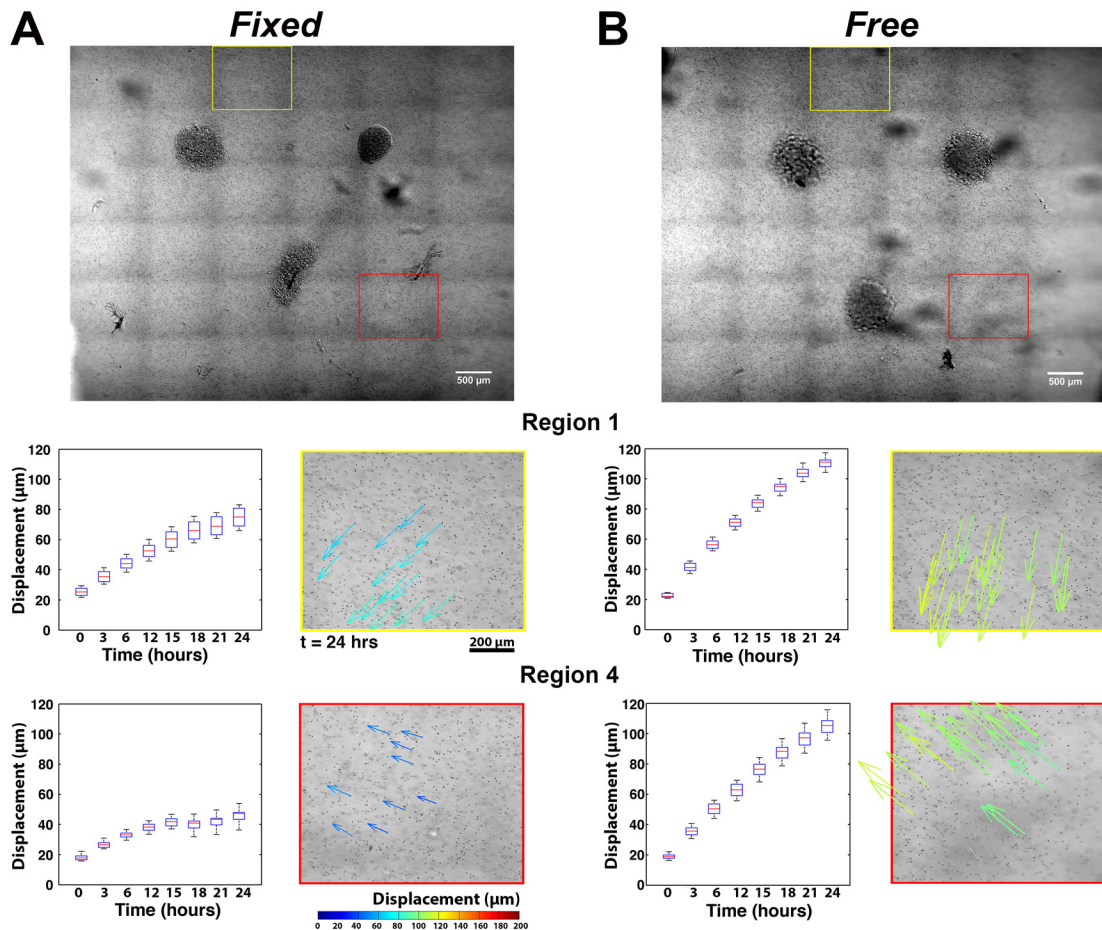 A
Fixed
B
Free
500 µm
500 µm
Region 1
Displacement (µm)
120
100
80
60
40
20
0
0 3 6 12 15 18 21 24
Time (hours)
t = 24 hrs
200 µm
Displacement (µm)
120
100
80
60
40
20
0
0 3 6 12 15 18 21 24
Time (hours)
Region 4
Displacement (µm)
120
100
80
60
40
20
0
0 3 6 12 15 18 21 24
Time (hours)
Displacement (µm)
0 20 40 60 80 100 120 140 160 180 200
Displacement (µm)
120
100
80
60
40
20
0
0 3 6 12 15 18 21 24
Time (hours)